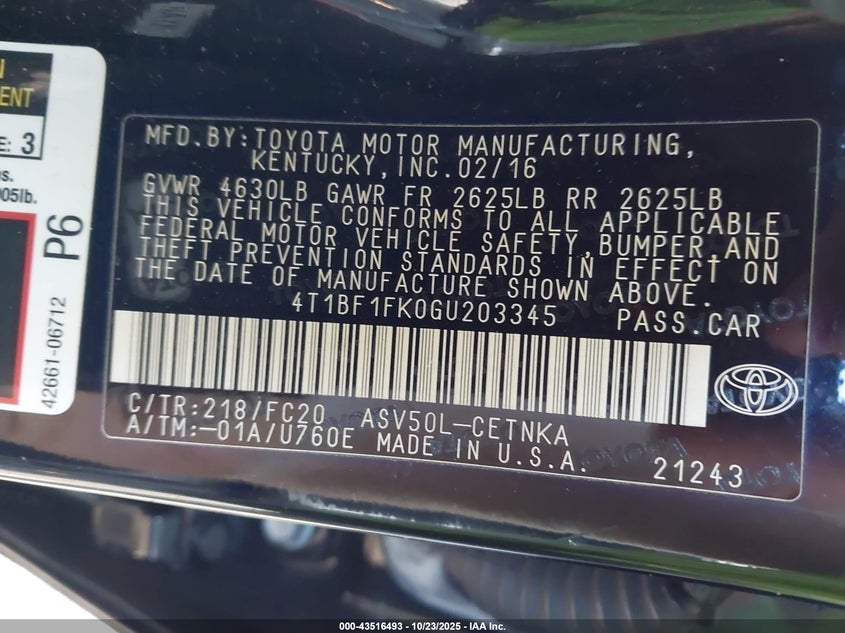 N
ENT
E: 3
s.
005lb.
P6
42661-06712
MFD.BY:TOYOTA MOTOR MANUFACTURING,
KENTUCKY,INC.02/16
GVWR 4630LB GAWR FR 2625LB RR 2625LB
THIS VEHICLE CONFORMS TO ALL APPLICABLE
FEDERAL MOTOR VEHICLE SAFETY,BUMPER,AND
THEFT PREVENTION STANDARDS IN EFFECT ON
THE DATE OF MANUFACTURE SHOWN ABOVE.
4T1BF1FK0GU203345 PASS.CAR
C/TR:218/FC20 ASV50L-CETNKA
A/TM:-01A/U760E MADE IN U.S.A. 21243
000-43516493 - 10/23/2025 - IAA Inc.